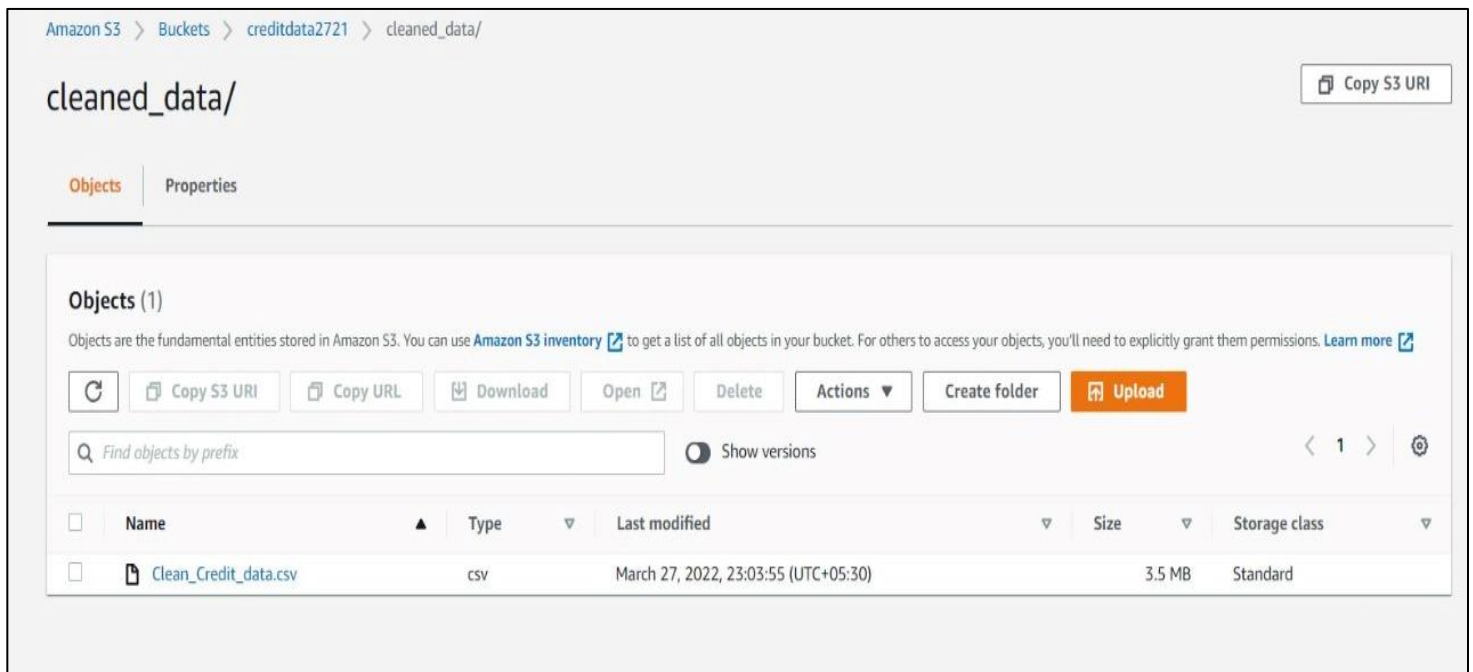 Amazon S3 > Buckets > creditdata2721 > cleaned_data/
cleaned_data/
Copy S3 URI
Objects Properties
Objects (1)
Objects are the fundamental entities stored in Amazon S3. You can use Amazon S3 inventory to get a list of all objects in your bucket. For others to access your objects, you'll need to explicitly grant them permissions. Learn more
Copy S3 URI Copy URL Download Open Delete Actions Create folder Upload
Find objects by prefix Show versions < 1 >
Name Type Last modified Size Storage class
Clean_Credit_data.csv csv March 27, 2022, 23:03:55 (UTC+05:30) 3.5 MB Standard